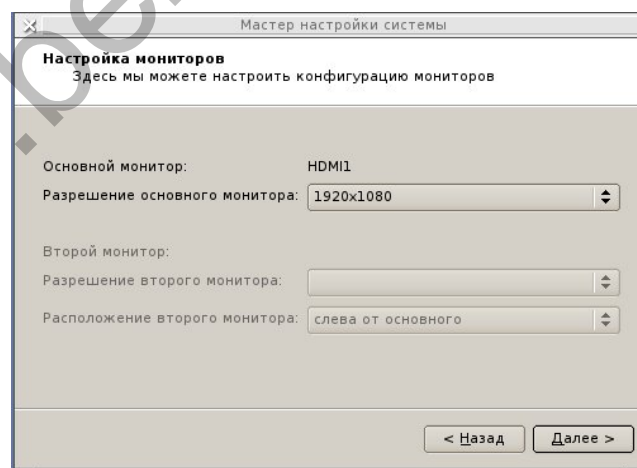 Мастер настройки системы
Настройка мониторов
Здесь мы можете настроить конфигурацию мониторов
Основной монитор: HDMI1
Разрешение основного монитора: 1920x1080
Второй монитор:
Разрешение второго монитора:
Расположение второго монитора: слева от основного
< Назад Далее >